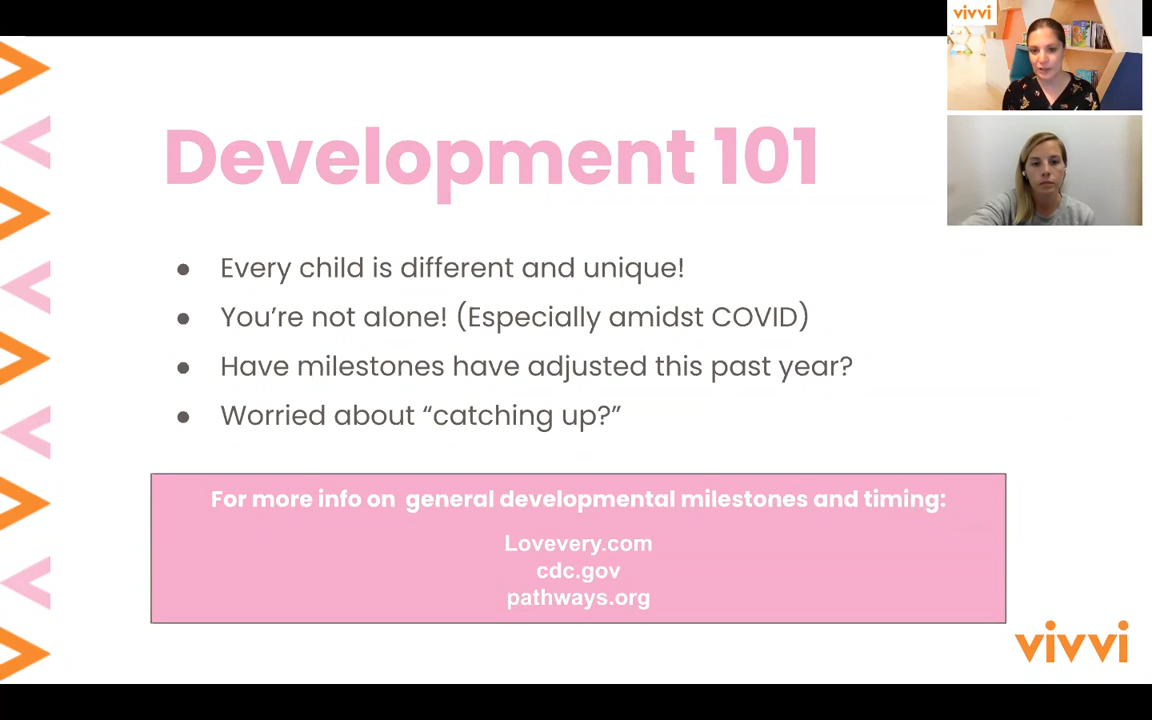 vivvi
Development 101
● Every child is different and unique!
● You’re not alone! (Especially amidst COVID)
● Have milestones have adjusted this past year?
● Worried about “catching up?”
For more info on general developmental milestones and timing:
Lovevery.com
cdc.gov
pathways.org
vivvi